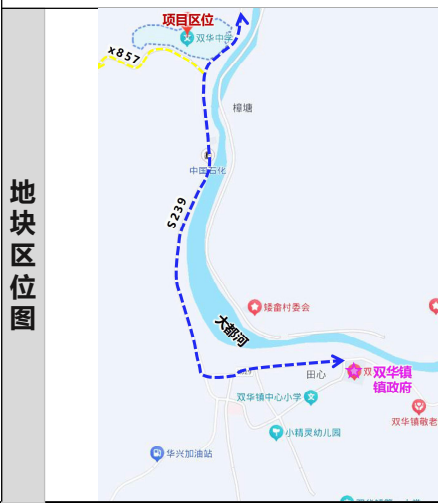 地块区位图
项目区位
双华中学
x857
樟塘
中国石化
S239
矮畲村委会
大都河
双华镇
镇政府
田心
双华镇中心小学
双华镇敬老
小精灵幼儿园
华兴加油站